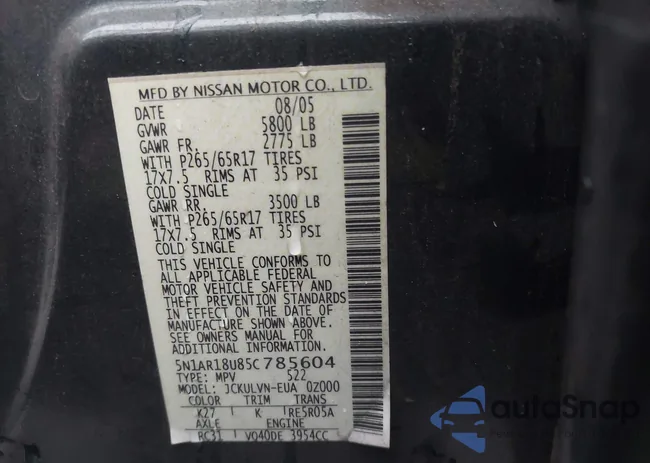 MFD BY NISSAN MOTOR CO., LTD.
DATE 08/05
GVWR 5800 LB
GAWR FR. 2775 LB
WITH P265/65R17 TIRES
17x7.5 RIMS AT 35 PSI
COLD SINGLE
GAWR RR. 3500 LB
WITH P265/65R17 TIRES
17x7.5 RIMS AT 35 PSI
COLD SINGLE
THIS VEHICLE CONFORMS TO
ALL APPLICABLE FEDERAL
MOTOR VEHICLE SAFETY AND
THEFT PREVENTION STANDARDS
IN EFFECT ON THE DATE OF
MANUFACTURE SHOWN ABOVE.
SEE OWNERS MANUAL FOR
ADDITIONAL INFORMATION.
5N1AR18U85C785604
TYPE: MPV 522
MODEL: JCKULVN-EUA 0Z000
COLOR TRIM TRANS
K27 K RE5R05A
AXLE ENGINE
RC31 VQ40DE 3954CC
autoSnap